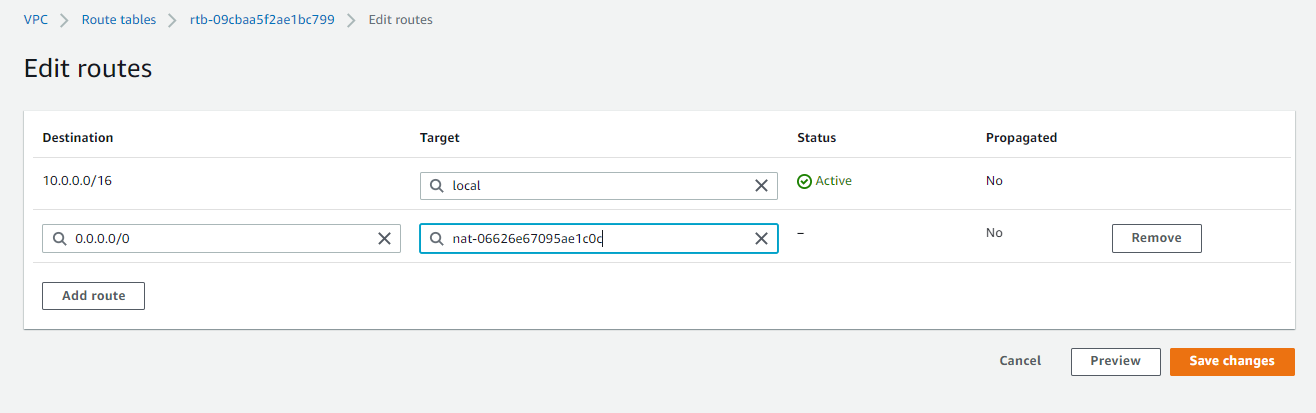 VPC > Route tables > rtb-09cbaa5f2ae1bc799 > Edit routes
Edit routes
Destination Target Status Propagated
10.0.0.0/16 local Active No
0.0.0.0/0 nat-06626e67095ae1c0c – No Remove
Add route
Cancel Preview Save changes